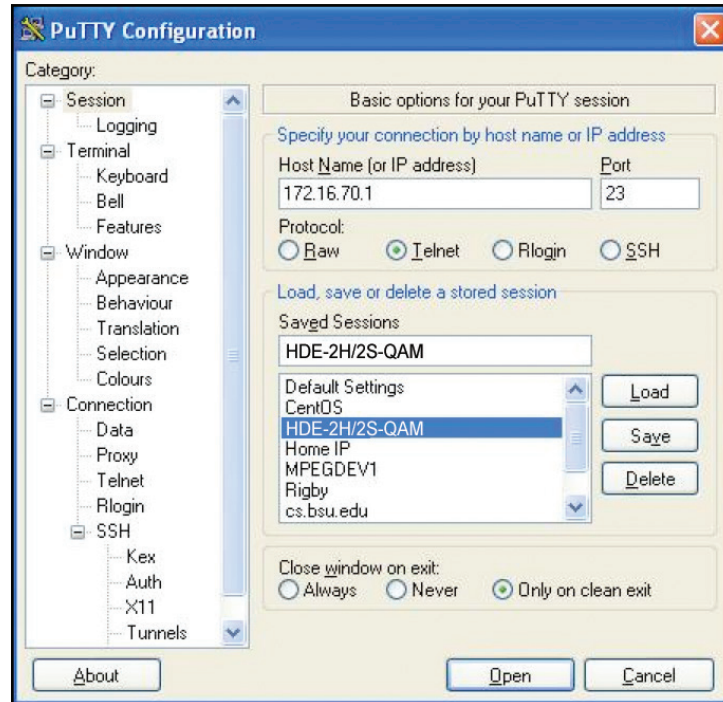 PuTTY Configuration
Category:
Session
Logging
Terminal
Keyboard
Bell
Features
Window
Appearance
Behaviour
Translation
Selection
Colours
Connection
Data
Proxy
Telnet
Rlogin
SSH
Kex
Auth
X11
Tunnels
Basic options for your PuTTY session
Specify your connection by host name or IP address
Host Name (or IP address) Port
172.16.70.1 23
Protocol:
Raw Telnet Rlogin SSH
Load, save or delete a stored session
Saved Sessions
HDE-2H/2S-QAM
Default Settings
CentOS
HDE-2H/2S-QAM
Home IP
MPEGDEV1
Rigby
cs.bsu.edu
Load
Save
Delete
Close window on exit:
Always Never Only on clean exit
About Open Cancel